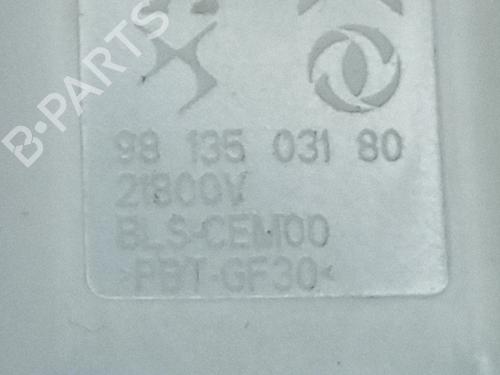 B-PARTS
98 135 031 80
21800V
BLS-CEM00
>PBT-GF30<